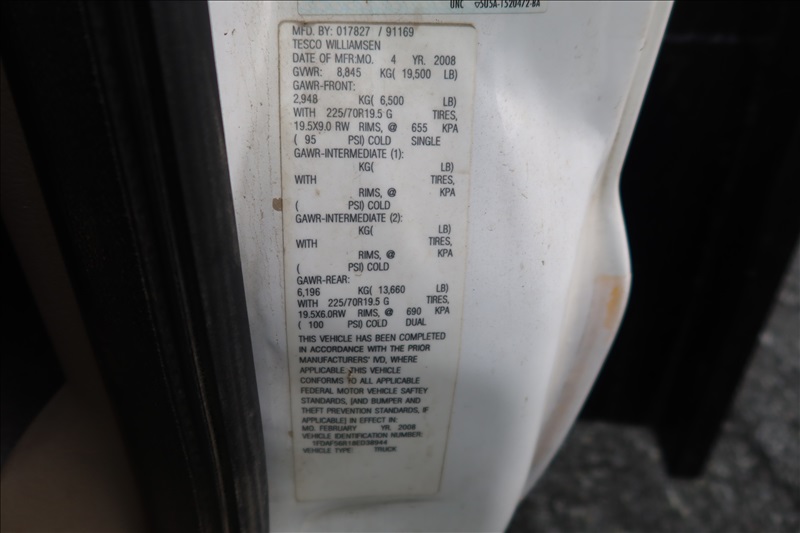 UNC
MFD. BY: 017827 / 91169
TESCO WILLIAMSEN
DATE OF MFR:MO. 4 YR. 2008
GVWR: 8,845 KG( 19,500 LB)
GAWR-FRONT:
2,948 KG( 6,500 LB)
WITH 225/70R19.5 G TIRES,
19.5X9.0 RW RIMS, @ 655 KPA
( 95 PSI) COLD SINGLE
GAWR-INTERMEDIATE (1):
KG( LB)
WITH TIRES,
RIMS, @ KPA
( PSI) COLD
GAWR-INTERMEDIATE (2):
KG( LB)
WITH TIRES,
RIMS, @ KPA
( PSI) COLD
GAWR-REAR:
6,196 KG( 13,660 LB)
WITH 225/70R19.5 G TIRES,
19.5X6.0RW RIMS, @ 690 KPA
( 100 PSI) COLD DUAL
THIS VEHICLE HAS BEEN COMPLETED
IN ACCORDANCE WITH THE PRIOR
MANUFACTURERS' IVD, WHERE
APPLICABLE. THIS VEHICLE
CONFORMS TO ALL APPLICABLE
FEDERAL MOTOR VEHICLE SAFTEY
STANDARDS, [AND BUMPER AND
THEFT PREVENTION STANDARDS, IF
APPLICABLE] IN EFFECT IN:
MO. FEBRUARY YR. 2008
VEHICLE IDENTIFICATION NUMBER:
VEHICLE TYPE: TRUCK